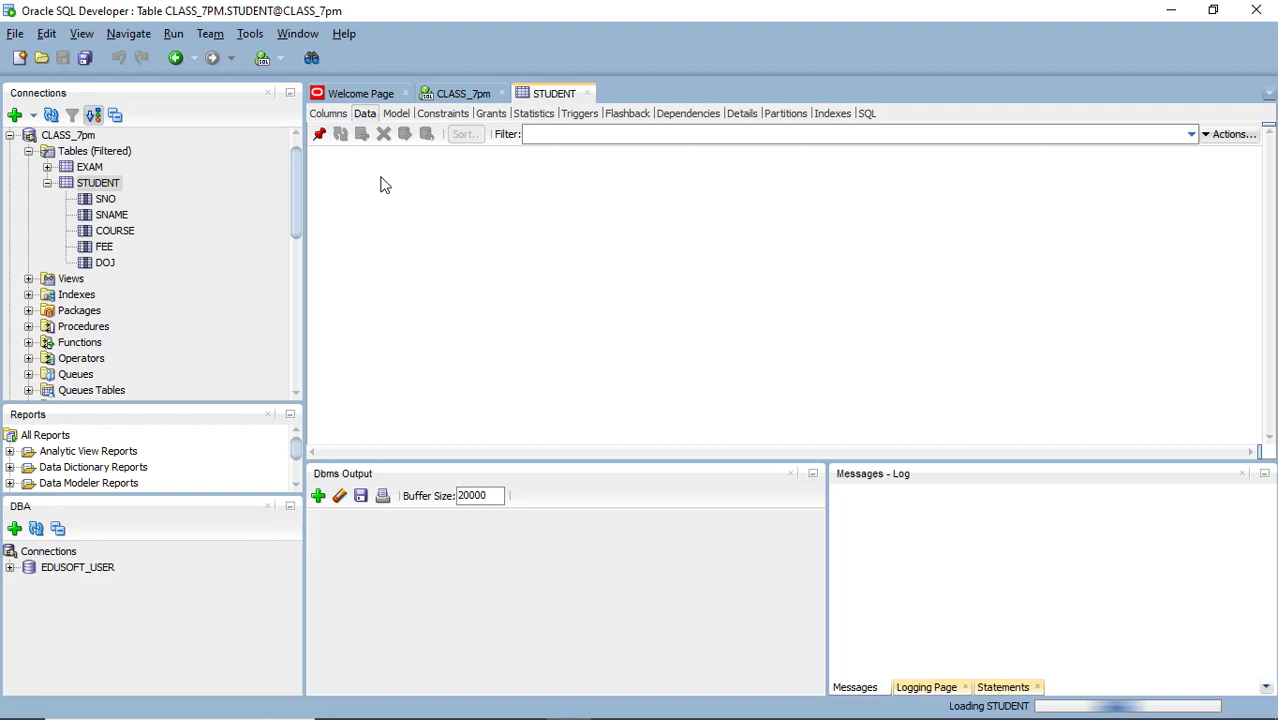 Oracle SQL Developer : Table CLASS_7PM.STUDENT@CLASS_7pm
File Edit View Navigate Run Team Tools Window Help
Connections
CLASS_7pm
Tables (Filtered)
EXAM
STUDENT
SNO
SNAME
COURSE
FEE
DOJ
Views
Indexes
Packages
Procedures
Functions
Operators
Queues
Queues Tables
Reports
All Reports
Analytic View Reports
Data Dictionary Reports
Data Modeler Reports
DBA
Connections
EDUSOFT_USER
Welcome Page CLASS_7pm STUDENT
Columns Data Model Constraints Grants Statistics Triggers Flashback Dependencies Details Partitions Indexes SQL
Sort.. Filter: Actions...
Dbms Output
Buffer Size: 20000
Messages - Log
Messages Logging Page Statements
Loading STUDENT